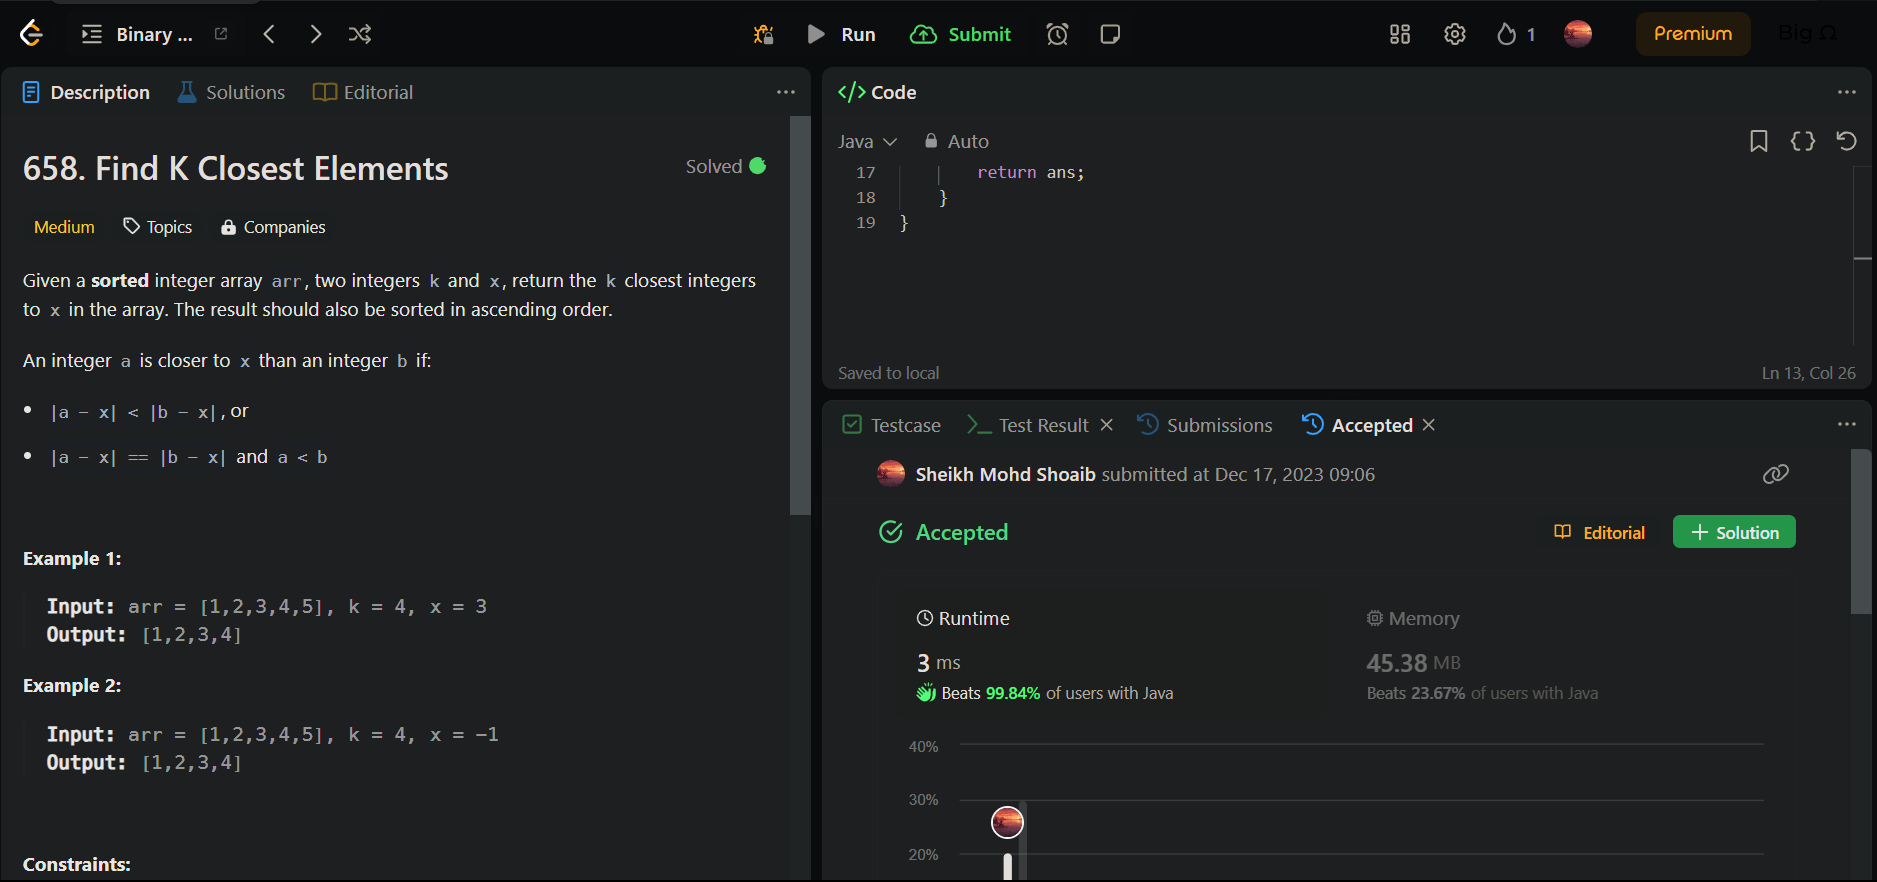 Binary ...
Run
Submit
1
Premium
Big Ω
Description
Solutions
Editorial
658. Find K Closest Elements
Solved
Medium
Topics
Companies
Given a sorted integer array arr, two integers k and x, return the k closest integers
to x in the array. The result should also be sorted in ascending order.
An integer a is closer to x than an integer b if:
• |a - x| < |b - x|, or
• |a - x| == |b - x| and a < b
Example 1:
Input: arr = [1,2,3,4,5], k = 4, x = 3
Output: [1,2,3,4]
Example 2:
Input: arr = [1,2,3,4,5], k = 4, x = -1
Output: [1,2,3,4]
Constraints:
</> Code
Java
Auto
17 return ans;
18 }
19 }
Saved to local
Ln 13, Col 26
Testcase
Test Result
Submissions
Accepted
Sheikh Mohd Shoaib submitted at Dec 17, 2023 09:06
Accepted
Editorial
+ Solution
Runtime
3 ms
Beats 99.84% of users with Java
Memory
45.38 MB
Beats 23.67% of users with Java
40%
30%
20%